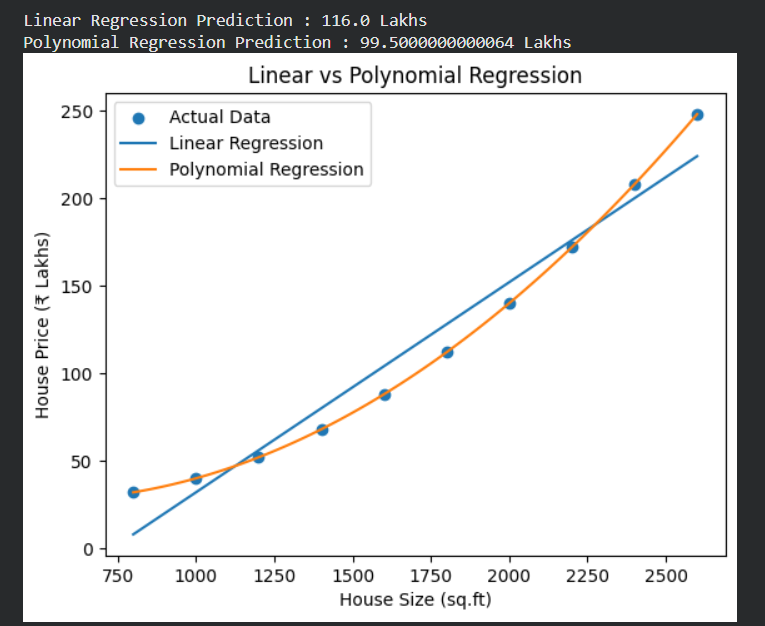 Linear Regression Prediction : 116.0 Lakhs
Polynomial Regression Prediction : 99.5000000000064 Lakhs
Linear vs Polynomial Regression
Actual Data
Linear Regression
Polynomial Regression
250
200
150
100
50
0
House Price (₹ Lakhs)
750 1000 1250 1500 1750 2000 2250 2500
House Size (sq.ft)